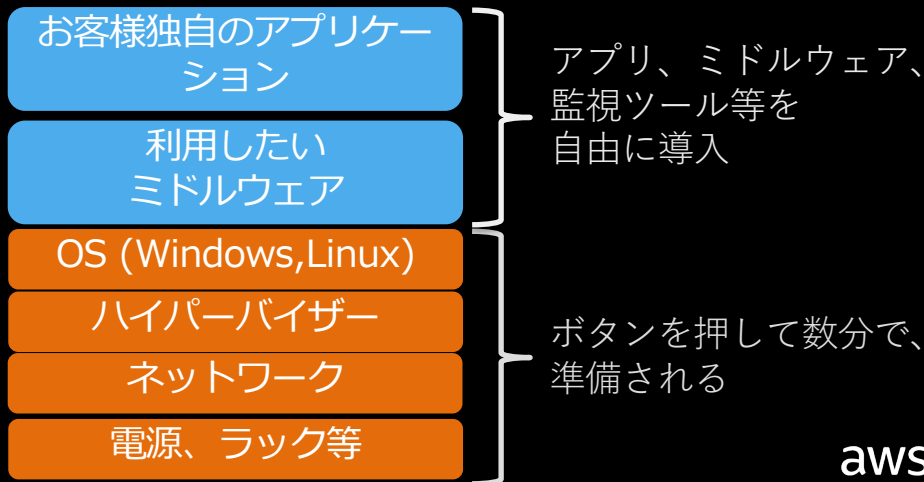 お客様独自のアプリケー
ション
利用したい
ミドルウェア
OS (Windows,Linux)
ハイパーバイザー
ネットワーク
電源、ラック等
アプリ、ミドルウェア、
監視ツール等を
自由に導入
ボタンを押して数分で、
準備される
aws